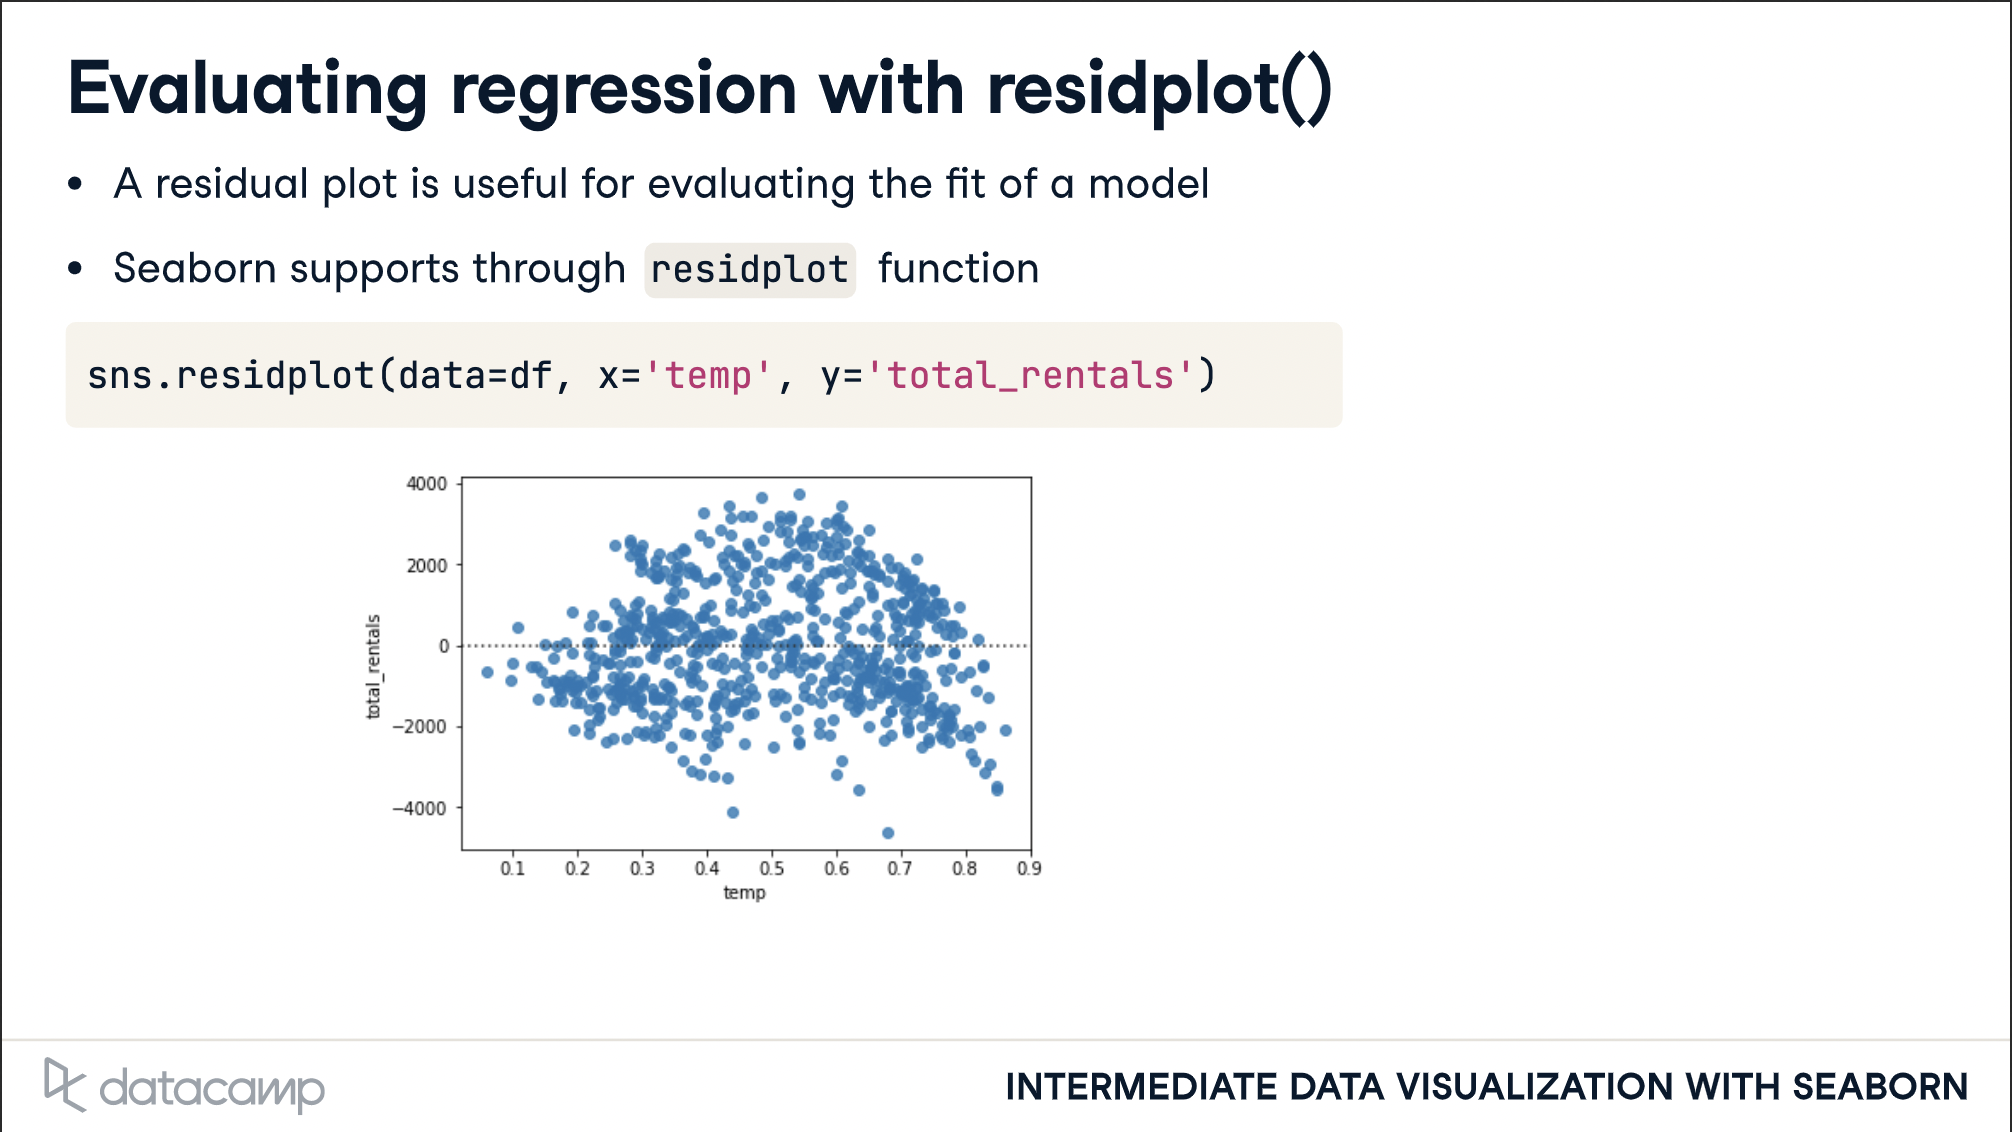 Evaluating regression with residplot()
• A residual plot is useful for evaluating the fit of a model
• Seaborn supports through residplot function
sns.residplot(data=df, x='temp', y='total_rentals')
4000
2000
0
−2000
−4000
total_rentals
0.1 0.2 0.3 0.4 0.5 0.6 0.7 0.8 0.9
temp
datacamp
INTERMEDIATE DATA VISUALIZATION WITH SEABORN